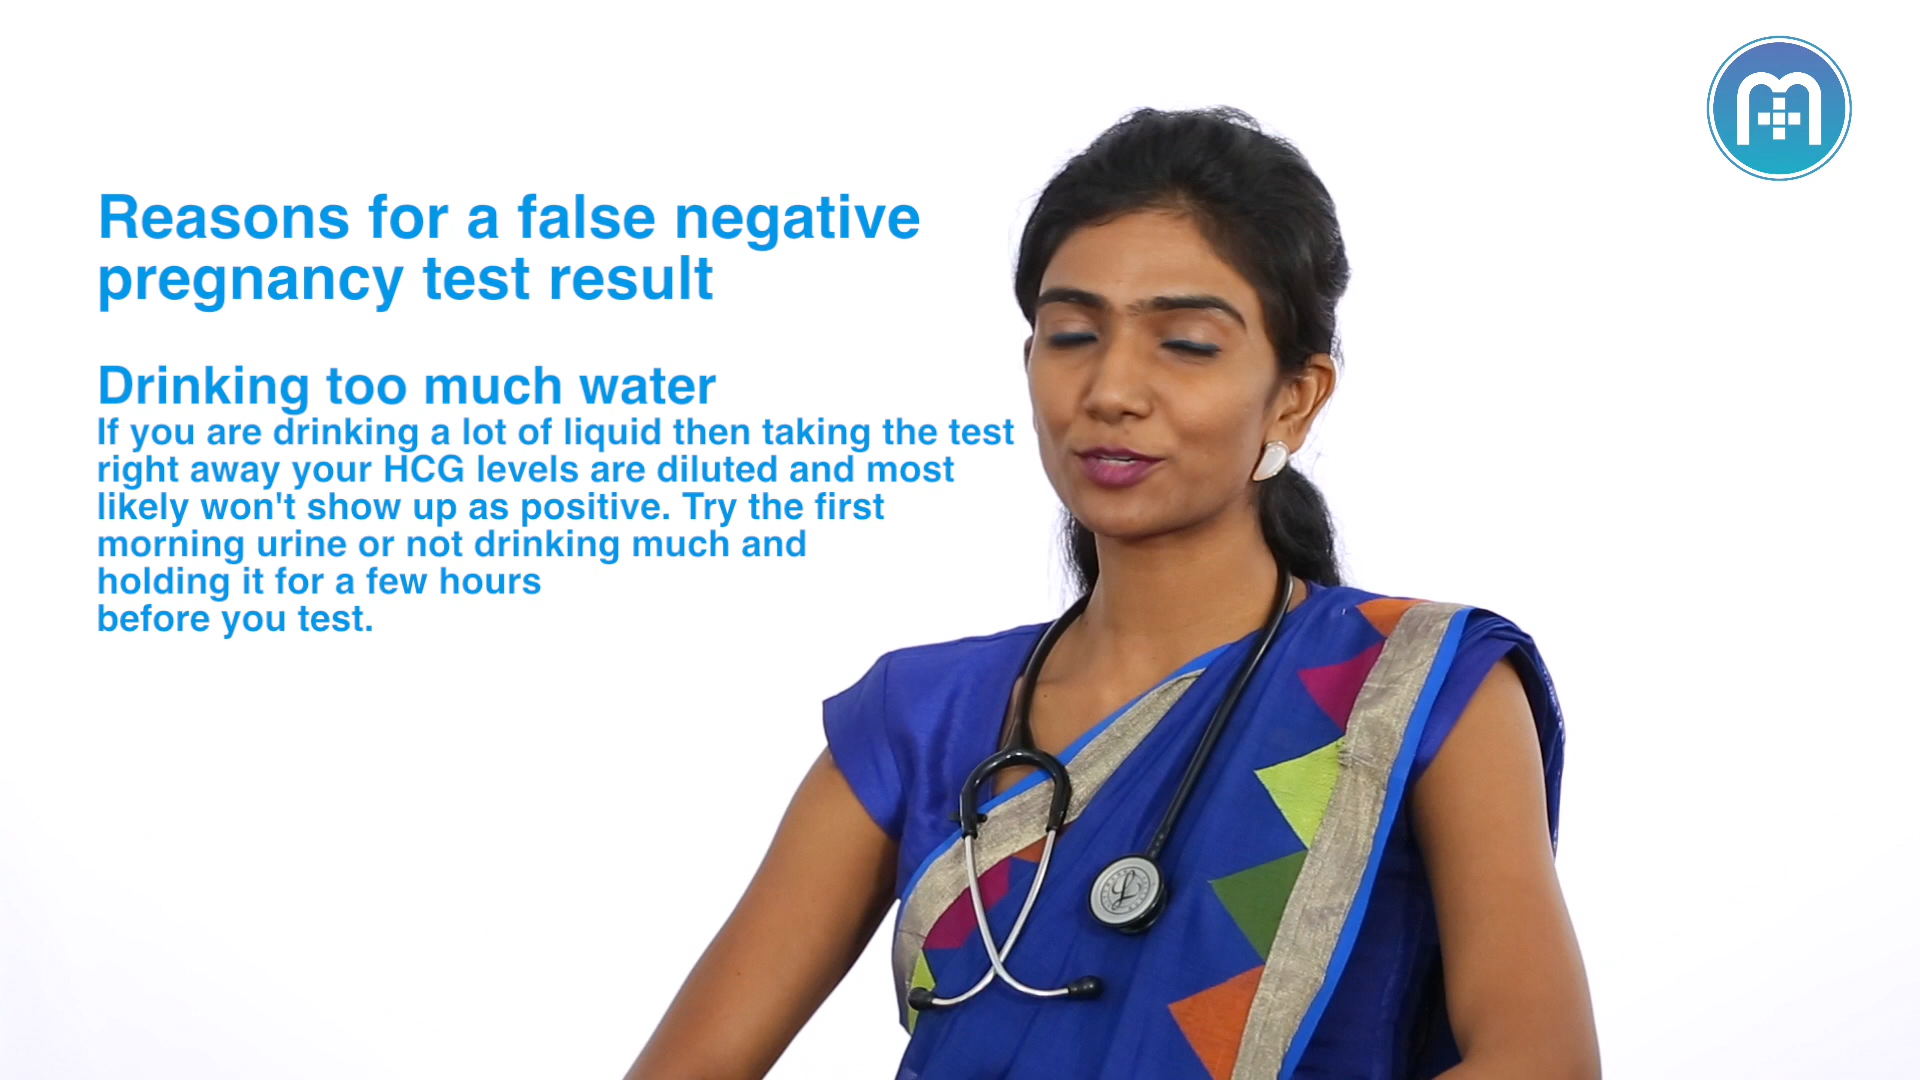 Reasons for a false negative
pregnancy test result
Drinking too much water
If you are drinking a lot of liquid then taking the test
right away your HCG levels are diluted and most
likely won't show up as positive. Try the first
morning urine or not drinking much and
holding it for a few hours
before you test.